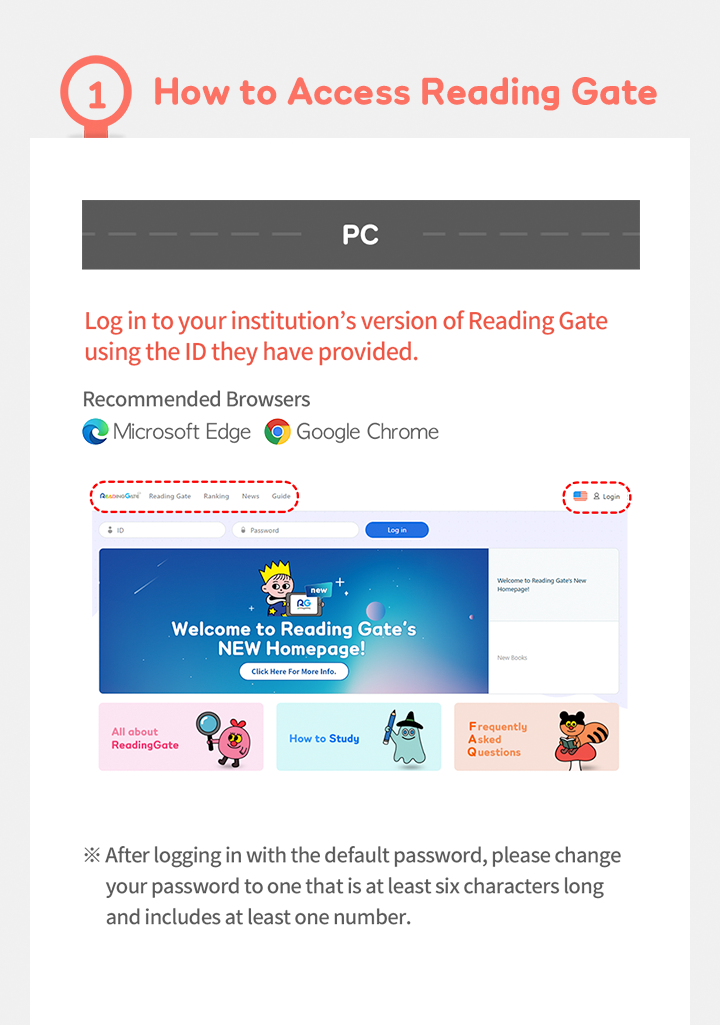 1 How to Access Reading Gate
PC
Log in to your institution's version of Reading Gate
using the ID they have provided.
Recommended Browsers
Microsoft Edge Google Chrome
READINGGATE Reading Gate Ranking News Guide Login
ID Password Log in
new
RG
Welcome to Reading Gate's
NEW Homepage!
Click Here For More Info.
Welcome to Reading Gate's New
Homepage!
New Books
All about
ReadingGate
How to Study
Frequently
Asked
Questions
※ After logging in with the default password, please change
your password to one that is at least six characters long
and includes at least one number.